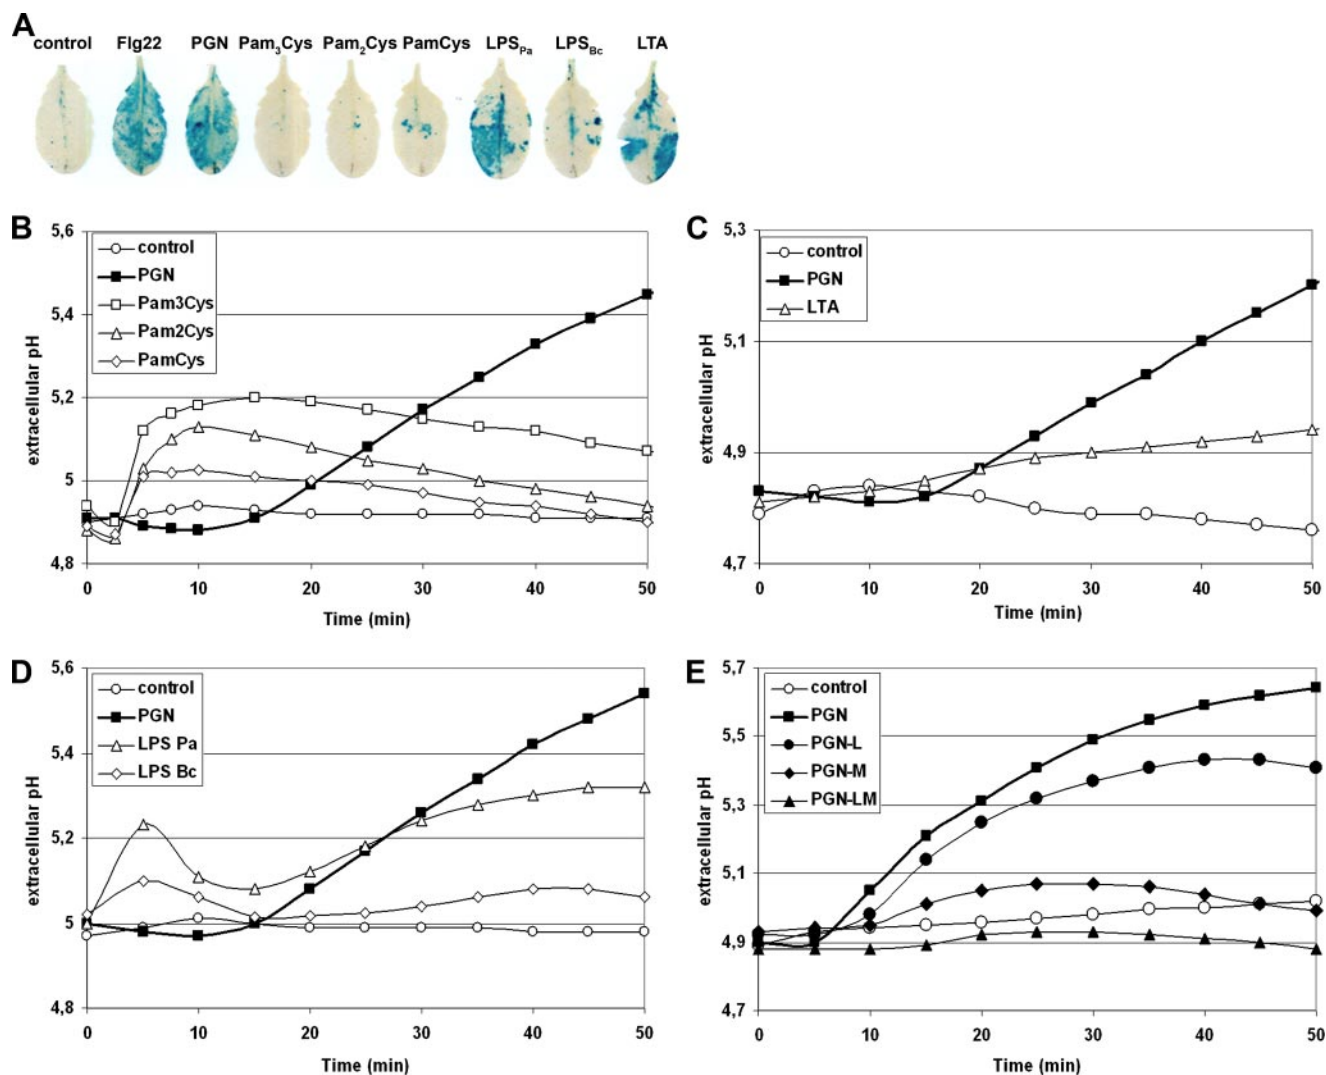 A
control Flg22 PGN Pam3Cys Pam2Cys PamCys LPSPa LPSBc LTA
B
5,6
5,4
5,2
5
4,8
extracellular pH
control
PGN
Pam3Cys
Pam2Cys
PamCys
0 10 20 30 40 50
Time (min)
C
5,3
5,1
4,9
4,7
extracellular pH
control
PGN
LTA
0 10 20 30 40 50
Time (min)
D
5,6
5,4
5,2
5
4,8
extracellular pH
control
PGN
LPS Pa
LPS Bc
0 10 20 30 40 50
Time (min)
E
5,7
5,5
5,3
5,1
4,9
4,7
extracellular pH
control
PGN
PGN-L
PGN-M
PGN-LM
0 10 20 30 40 50
Time (min)